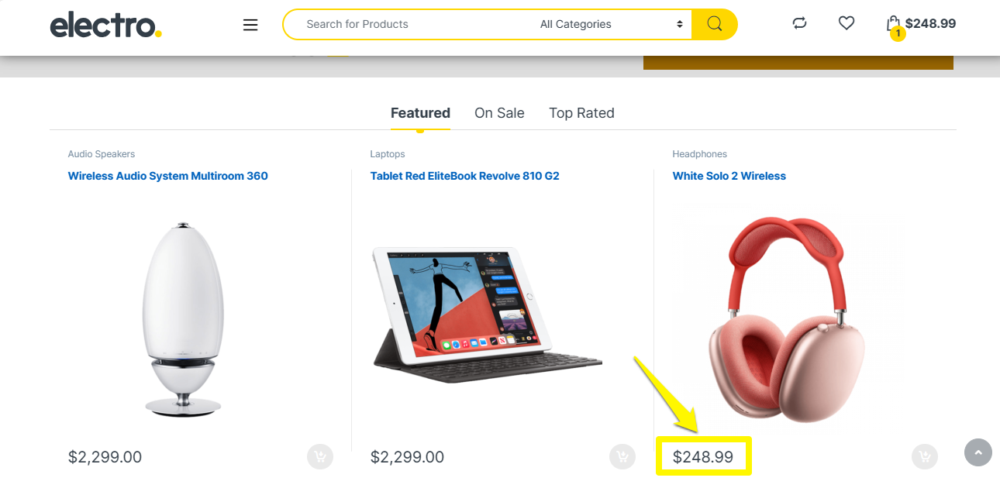 electro.
Search for Products
All Categories
1
$248.99
Featured
On Sale
Top Rated
Audio Speakers
Wireless Audio System Multiroom 360
Laptops
Tablet Red EliteBook Revolve 810 G2
Headphones
White Solo 2 Wireless
$2,299.00
$2,299.00
$248.99